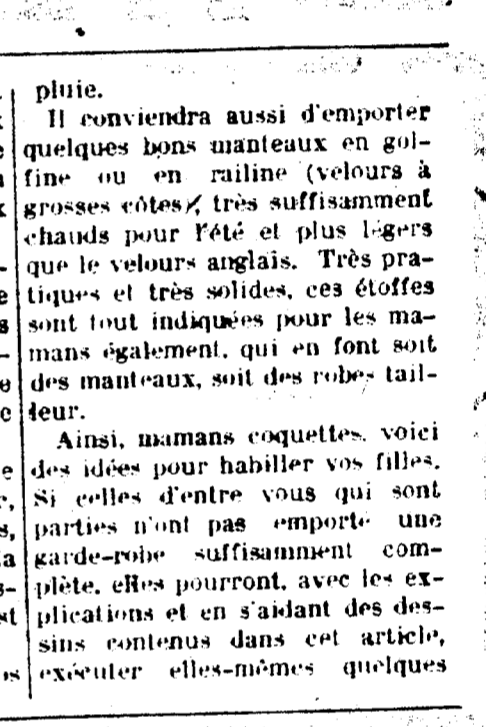 pluie.
Il conviendra aussi d'emporter
quelques bons manteaux en gol-
fine ou en railine (velours à
grosses côtes), très suffisamment
chauds pour l'été et plus légers
que le velours anglais. Très pra-
tiques et très solides, ces étoffes
sont tout indiquées pour les ma-
mans également, qui en font soit
des manteaux, soit des robes tail-
leur.
Ainsi, mamans coquettes, voici
des idées pour habiller vos filles.
Si celles d'entre vous qui sont
parties n'ont pas emporté une
garde-robe suffisamment com-
plète, elles pourront, avec les ex-
plications et en s'aidant des des-
sins contenus dans cet article,
exécuter elles-mêmes quelques